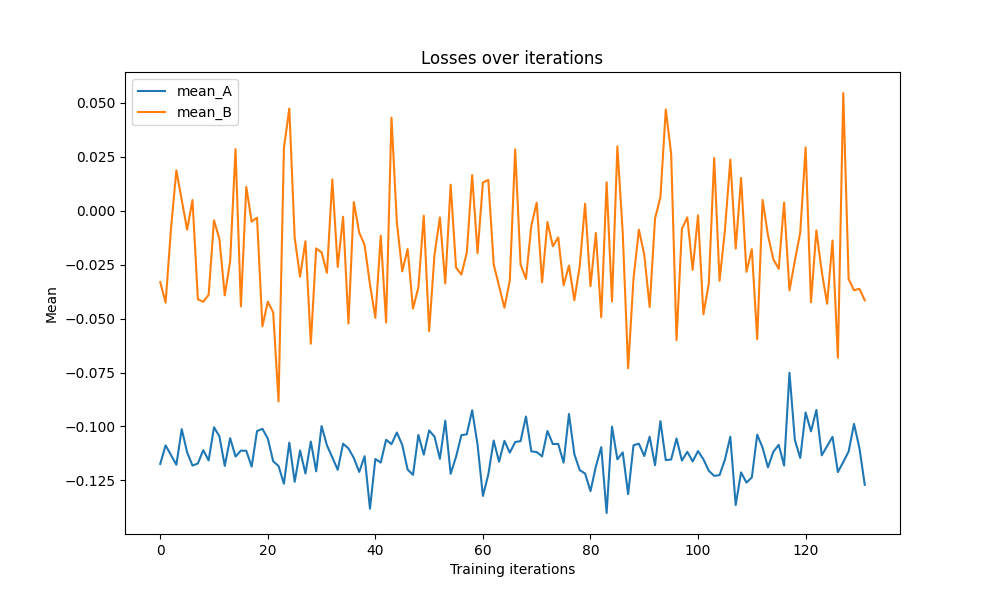 Losses over iterations
mean_A
mean_B
Mean
0.050
0.025
0.000
−0.025
−0.050
−0.075
−0.100
−0.125
0 20 40 60 80 100 120
Training iterations